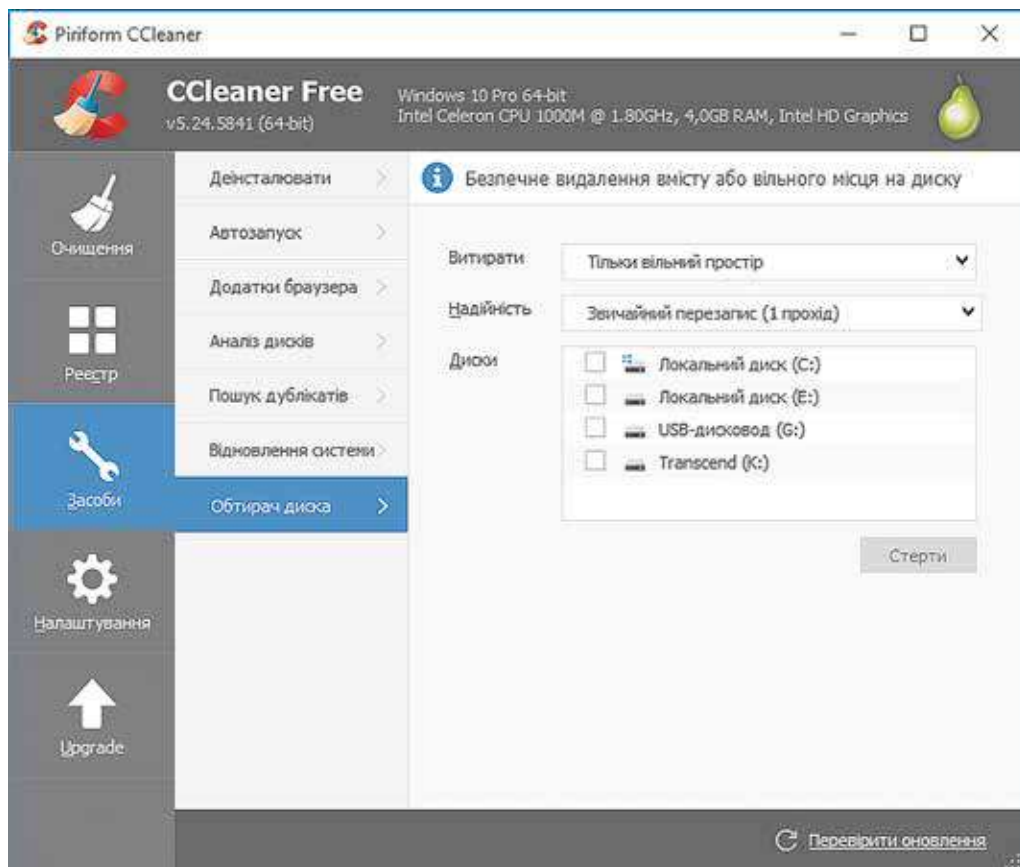 Piriform CCleaner
CCleaner Free
v5.24.5841 (64-bit)
Windows 10 Pro 64-bit
Intel Celeron CPU 1000M @ 1.80GHz, 4,0GB RAM, Intel HD Graphics
Очищення
Реєстр
Засоби
Налаштування
Upgrade
Деінсталювати
Автозапуск
Додатки браузера
Аналіз дисків
Пошук дублікатів
Відновлення системи
Обтирач диска
Безпечне видалення вмісту або вільного місця на диску
Витирати
Тільки вільний простір
Надійність
Звичайний перезапис (1 прохід)
Диски
Локальний диск (C:)
Локальний диск (E:)
USB-дисковод (G:)
Transcend (K:)
Стерти
Перевірити оновлення